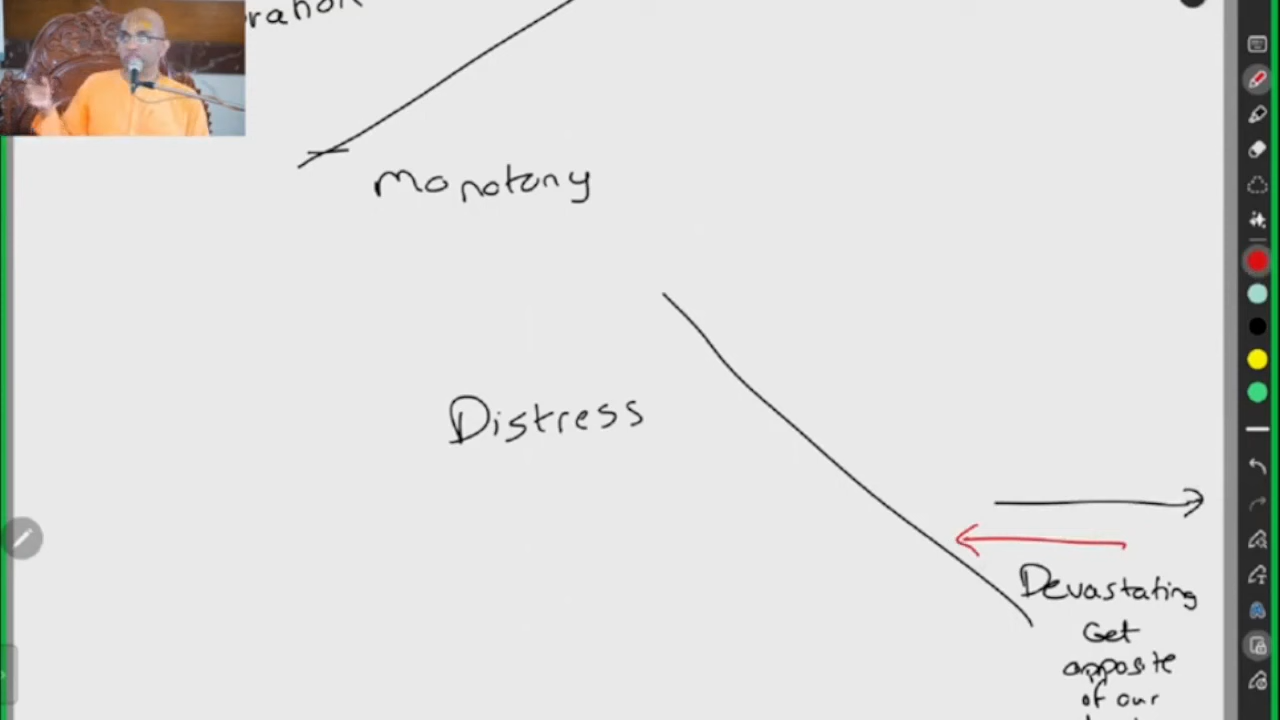 Monotony
Distress
Devastating
Get
opposite
of our